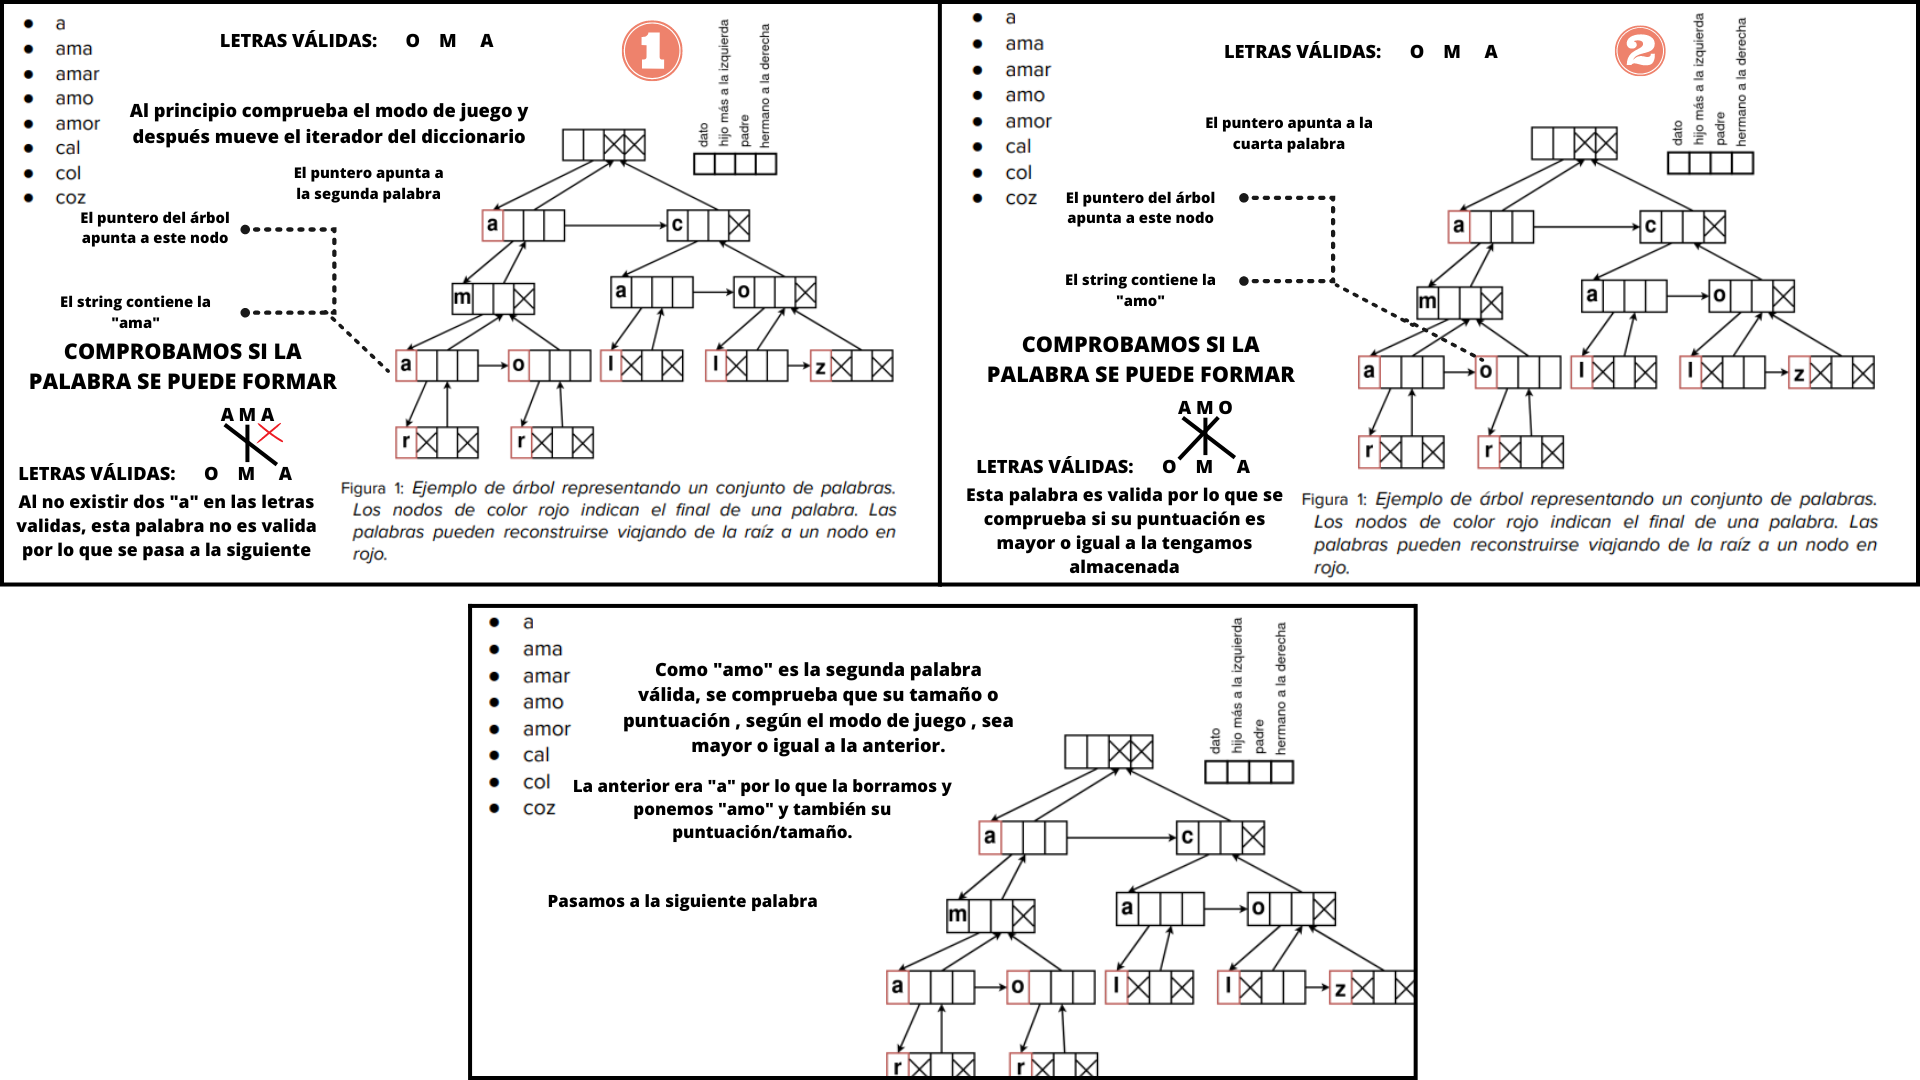 a
ama
amar
amo
amor
cal
col
coz
LETRAS VÁLIDAS: O M A
1
Al principio comprueba el modo de juego y
después mueve el iterador del diccionario
El puntero apunta a
la segunda palabra
El puntero del árbol
apunta a este nodo
El string contiene la
"ama"
COMPROBAMOS SI LA
PALABRA SE PUEDE FORMAR
A M A
LETRAS VÁLIDAS: O M A
Al no existir dos "a" en las letras
validas, esta palabra no es valida
por lo que se pasa a la siguiente
dato
hijo más a la izquierda
padre
hermano a la derecha
a
c
m
a
o
a
o
l
l
z
r
r
Figura 1: Ejemplo de árbol representando un conjunto de palabras.
Los nodos de color rojo indican el final de una palabra. Las
palabras pueden reconstruirse viajando de la raíz a un nodo en
rojo.
a
ama
amar
amo
amor
cal
col
coz
LETRAS VÁLIDAS: O M A
2
El puntero apunta a la
cuarta palabra
El puntero del árbol
apunta a este nodo
El string contiene la
"amo"
COMPROBAMOS SI LA
PALABRA SE PUEDE FORMAR
A M O
LETRAS VÁLIDAS: O M A
Esta palabra es valida por lo que se
comprueba si su puntuación es
mayor o igual a la tengamos
almacenada
dato
hijo más a la izquierda
padre
hermano a la derecha
a
c
m
a
o
a
o
l
l
z
r
r
Figura 1: Ejemplo de árbol representando un conjunto de palabras.
Los nodos de color rojo indican el final de una palabra. Las
palabras pueden reconstruirse viajando de la raíz a un nodo en
rojo.
a
ama
amar
amo
amor
cal
col
coz
Como "amo" es la segunda palabra
válida, se comprueba que su tamaño o
puntuación , según el modo de juego , sea
mayor o igual a la anterior.
La anterior era "a" por lo que la borramos y
ponemos "amo" y también su
puntuación/tamaño.
Pasamos a la siguiente palabra
dato
hijo más a la izquierda
padre
hermano a la derecha
a
c
m
a
o
a
o
l
l
z
r
r